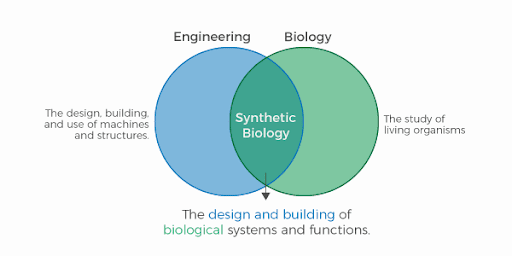 Engineering
Biology
The design, building,
and use of machines
and structures.
Synthetic
Biology
The study of
living organisms
The design and building of
biological systems and functions.